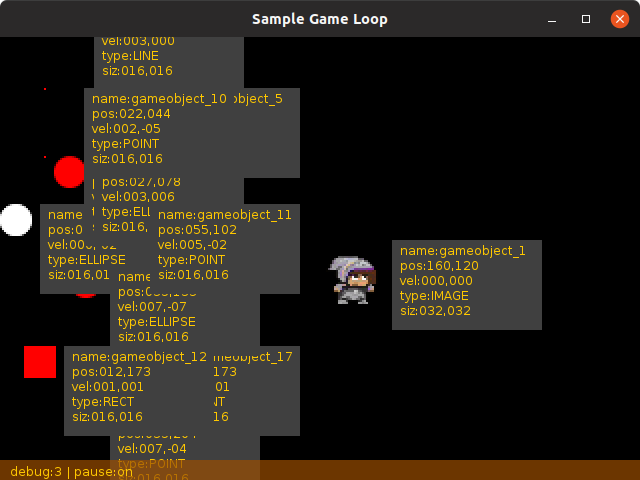 Sample Game Loop
vel:003,000
type:LINE
siz:016,016
name:gameobject_10
object_5
pos:022,044
vel:002,-05
type:POINT
siz:016,016
pos:027,078
vel:003,006
type:ELL
siz:016,
name
pos:0
type:ELLIPSE
siz:016,01
name:gameobject_11
pos:055,102
vel:005,-02
type:POINT
siz:016,016
name:gameobject_1
pos:160,120
vel:000,000
type:IMAGE
siz:032,032
name
vel:007,-07
type:ELLIPSE
siz:016,016
name:gameobject_12
meobject_17
pos:012,173
173
vel:001,001
01
type:RECT
NT
siz:016,016
16
vel:007,-04
type:POINT
siz:016,016
debug:3 | pause:on